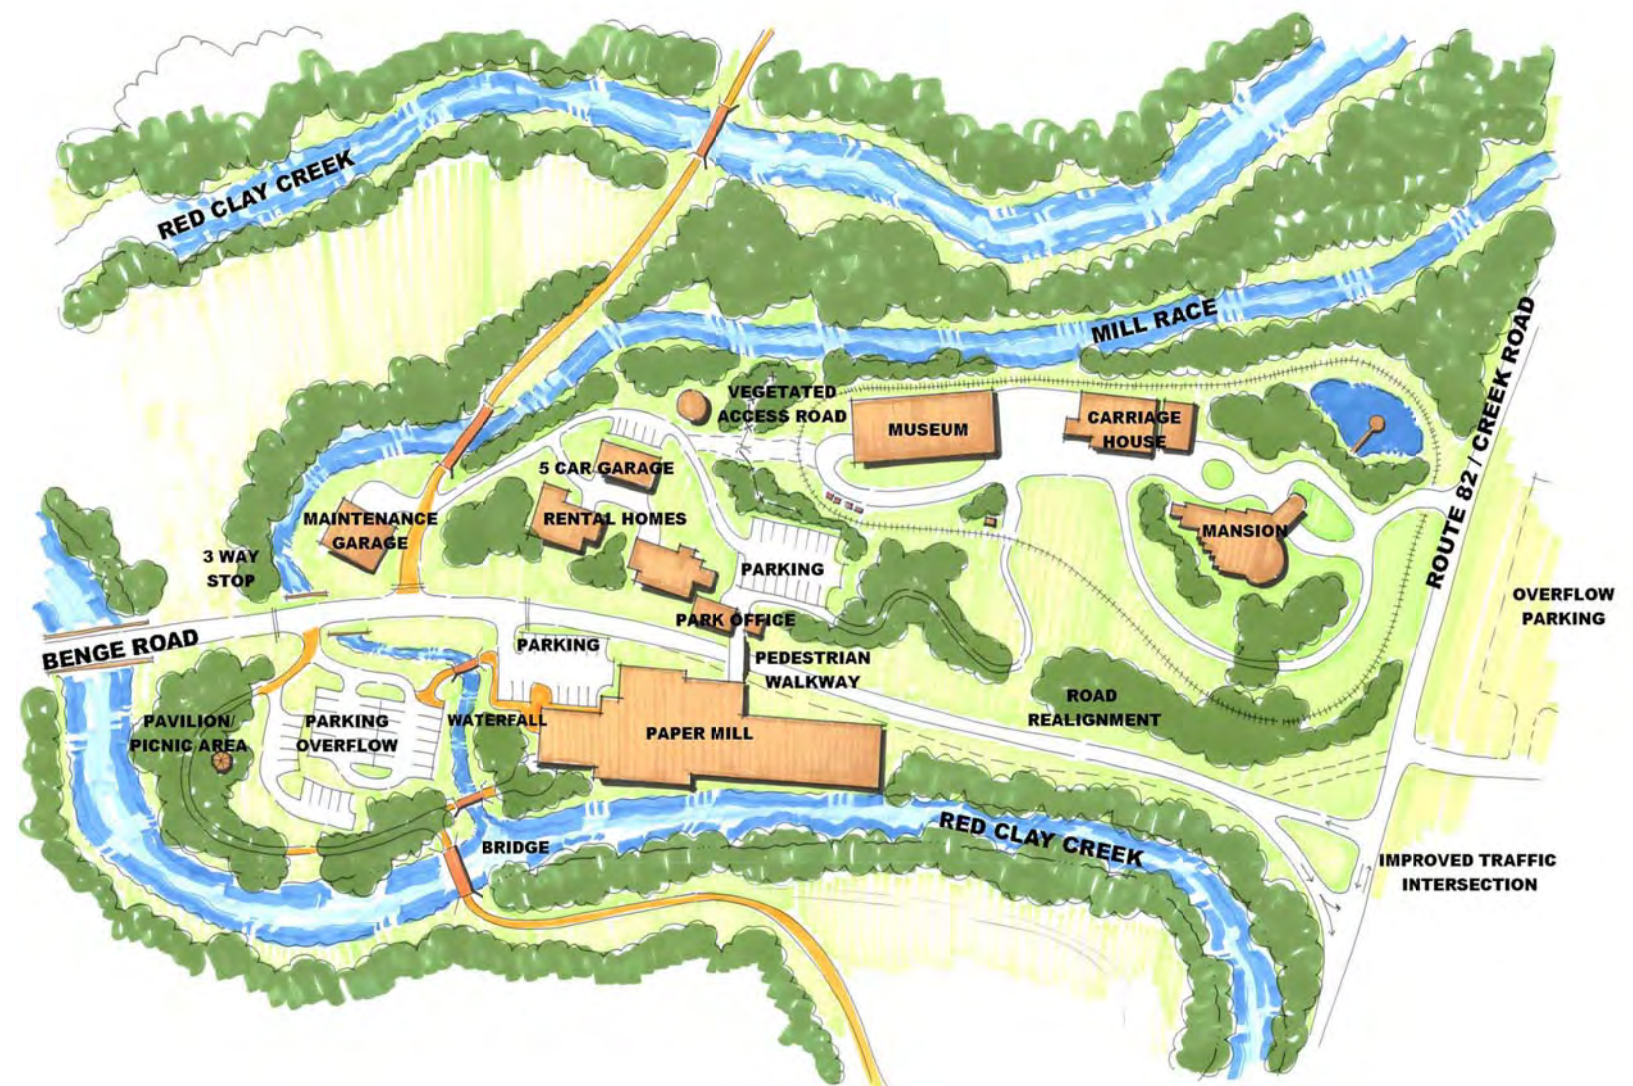 RED CLAY CREEK
MILL RACE
ROUTE 82 / CREEK ROAD
VEGETATED
ACCESS ROAD
MUSEUM
CARRIAGE
HOUSE
5 CAR GARAGE
MAINTENANCE
GARAGE
RENTAL HOMES
MANSION
3 WAY
STOP
PARKING
OVERFLOW
PARKING
BENGE ROAD
PARK OFFICE
PARKING
PEDESTRIAN
WALKWAY
ROAD
REALIGNMENT
PAVILION/
PICNIC AREA
PARKING
OVERFLOW
WATERFALL
PAPER MILL
RED CLAY CREEK
BRIDGE
IMPROVED TRAFFIC
INTERSECTION